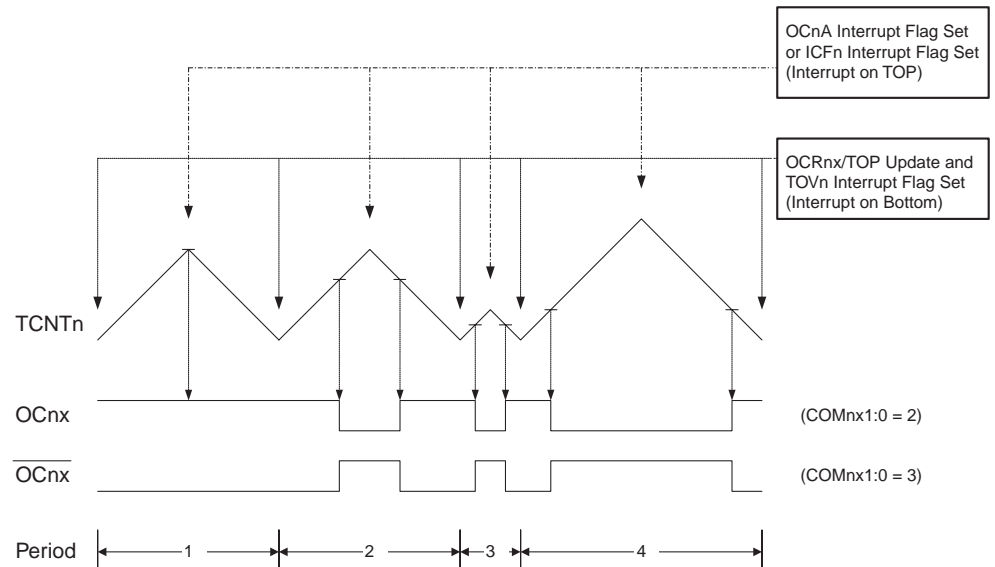 OCnA Interrupt Flag Set
or ICFn Interrupt Flag Set
(Interrupt on TOP)
OCRnx/TOP Update and
TOVn Interrupt Flag Set
(Interrupt on Bottom)
TCNTn
OCnx
(COMnx1:0 = 2)
OCnx
(COMnx1:0 = 3)
Period
1
2
3
4